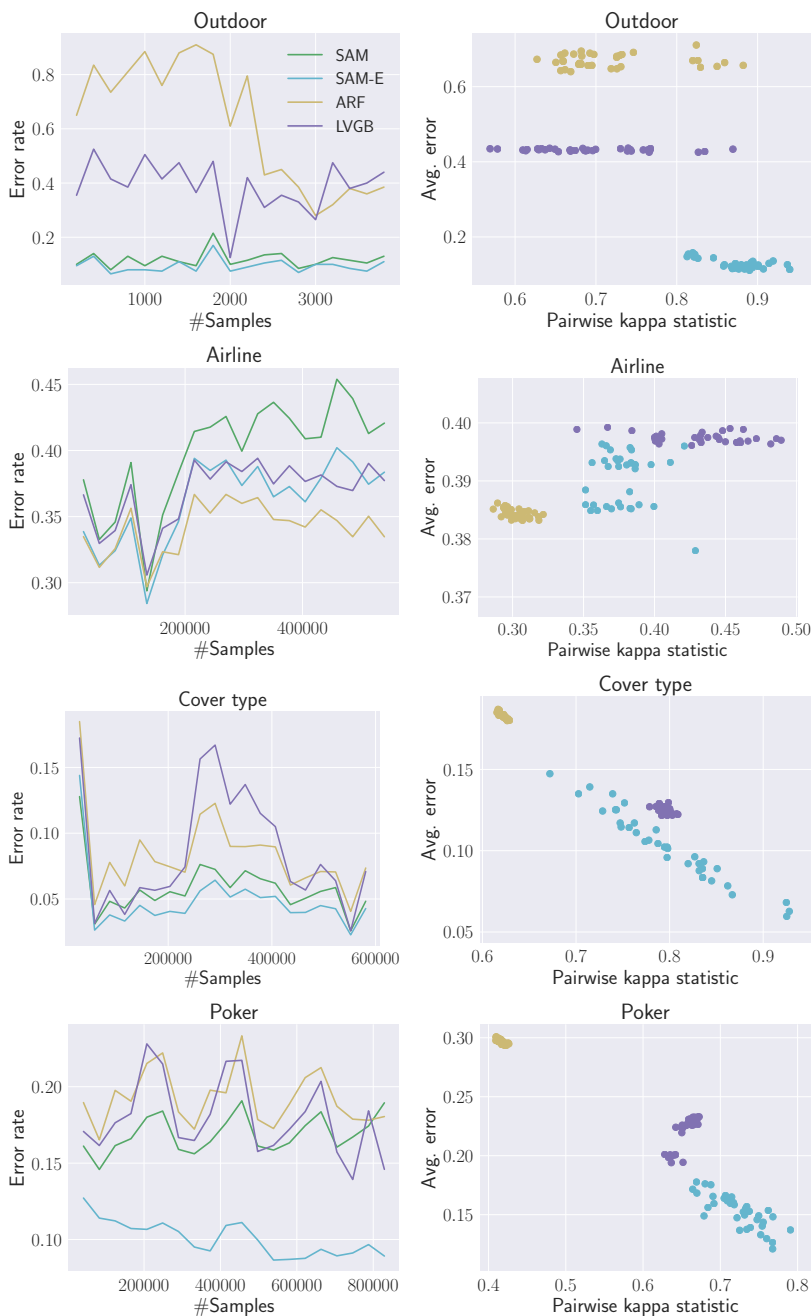 Outdoor
SAM
SAM-E
ARF
LVGB
0.8
0.6
0.4
0.2
Error rate
1000 2000 3000
#Samples
Outdoor
0.6
0.4
0.2
Avg. error
0.6 0.7 0.8 0.9
Pairwise kappa statistic
Airline
0.45
0.40
0.35
0.30
Error rate
200000 400000
#Samples
Airline
0.40
0.39
0.38
0.37
Avg. error
0.30 0.35 0.40 0.45 0.50
Pairwise kappa statistic
Cover type
0.15
0.10
0.05
Error rate
200000 400000 600000
#Samples
Cover type
0.15
0.10
0.05
Avg. error
0.6 0.7 0.8 0.9
Pairwise kappa statistic
Poker
0.20
0.15
0.10
Error rate
200000 400000 600000 800000
#Samples
Poker
0.30
0.25
0.20
0.15
Avg. error
0.4 0.5 0.6 0.7 0.8
Pairwise kappa statistic